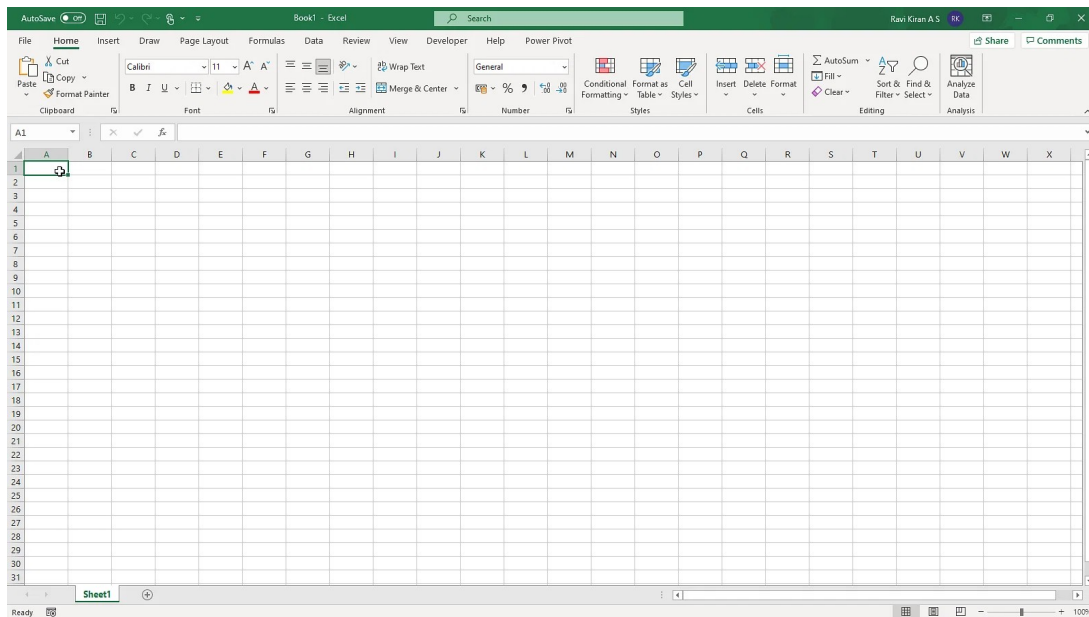 AutoSave Off Book1 - Excel Search Ravi Kiran A S RK
File Home Insert Draw Page Layout Formulas Data Review View Developer Help Power Pivot Share Comments
Paste Cut Copy Format Painter
Calibri 11 A^ Aˇ
B I U A
Wrap Text
Merge & Center
General
% 9
Conditional Formatting Format as Table Cell Styles
Insert Delete Format
AutoSum Fill Clear
Sort & Filter Find & Select
Analyze Data
Clipboard Font Alignment Number Styles Cells Editing Analysis
A1 fx
A B C D E F G H I J K L M N O P Q R S T U V W X
1
2
3
4
5
6
7
8
9
10
11
12
13
14
15
16
17
18
19
20
21
22
23
24
25
26
27
28
29
30
31
Sheet1
Ready 100%